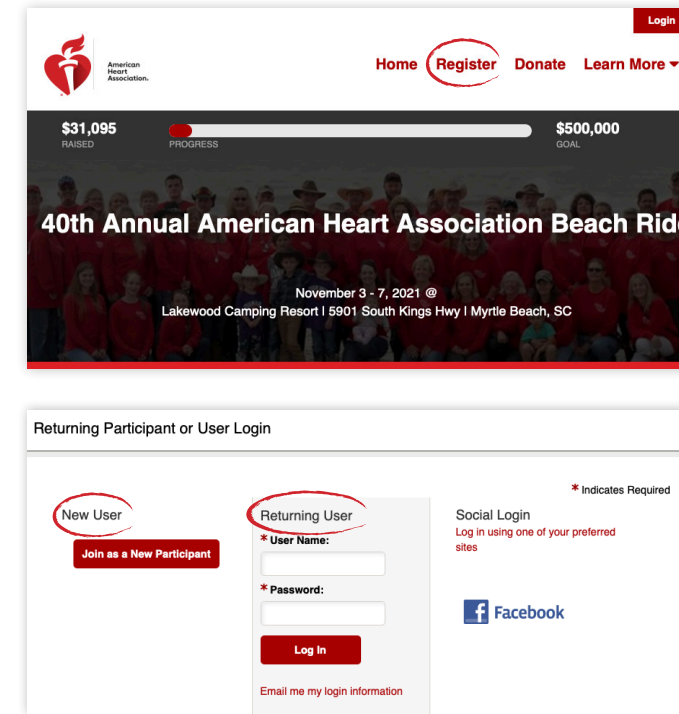 Login
American
Heart
Association.
Home Register Donate Learn More
$31,095 $500,000
RAISED PROGRESS GOAL
40th Annual American Heart Association Beach Rid
November 3 - 7, 2021 @
Lakewood Camping Resort | 5901 South Kings Hwy | Myrtle Beach, SC
Returning Participant or User Login
* Indicates Required
New User
Join as a New Participant
Returning User
* User Name:
* Password:
Log In
Email me my login information
Social Login
Log in using one of your preferred
sites
f Facebook